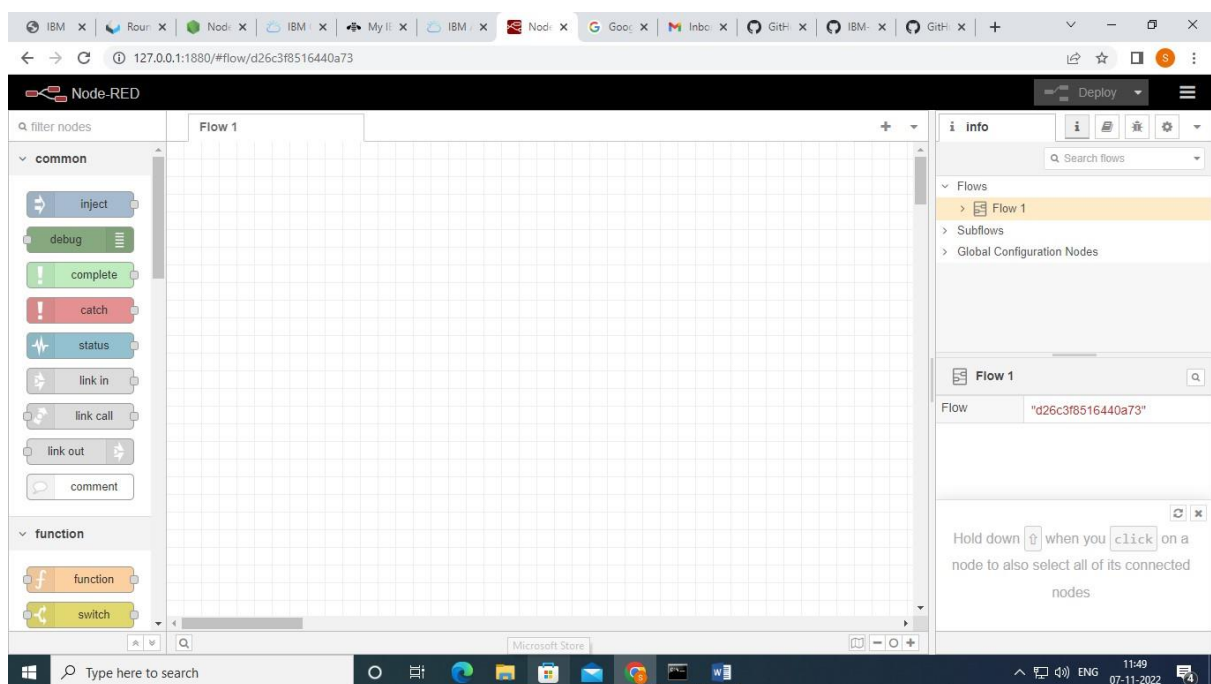 IBM Roun Node IBM My li IBM Node Goog M Inbo GitH IBM- GitH
127.0.0.1:1880/#flow/d26c3f8516440a73
S
Node-RED Deploy
filter nodes Flow 1 i info i
common Search flows
Flows
inject Flow 1
debug Subflows
Global Configuration Nodes
complete
catch
status
link in Flow 1
link call Flow "d26c3f8516440a73"
link out
comment
function Hold down ⇧ when you click on a
node to also select all of its connected
function nodes
switch
Microsoft Store
Type here to search ENG 11:49
07-11-2022 4